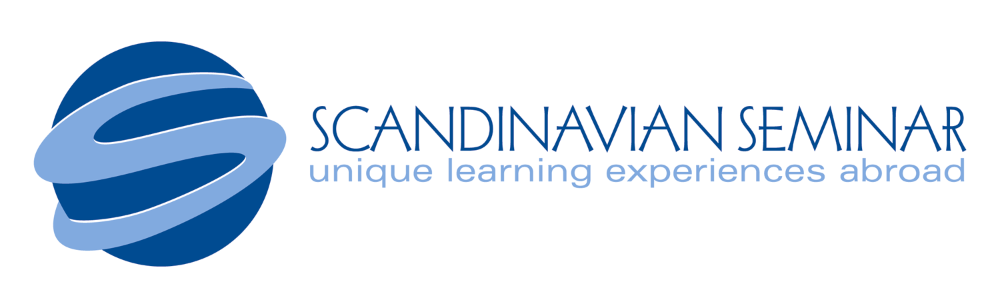 SCANDINAVIAN SEMINAR
unique learning experiences abroad